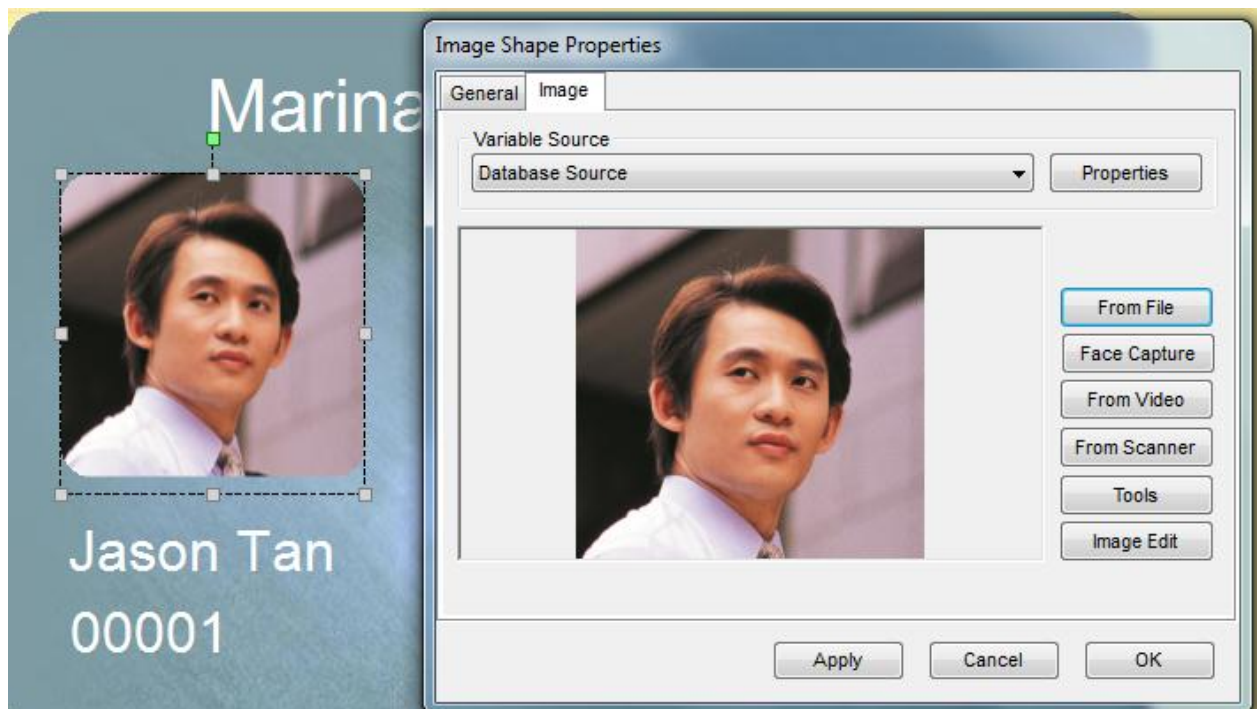 Marina
Jason Tan
00001
Image Shape Properties
General Image
Variable Source
Database Source
Properties
From File
Face Capture
From Video
From Scanner
Tools
Image Edit
Apply Cancel OK